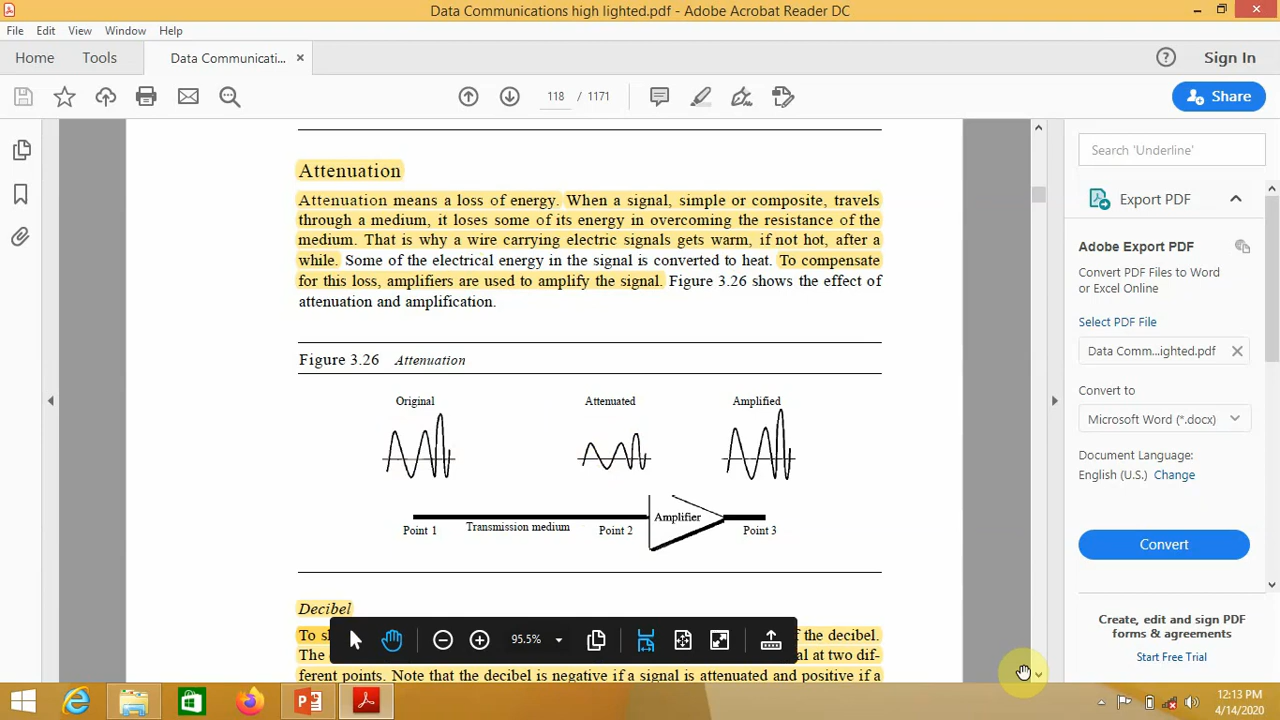 Data Communications high lighted.pdf - Adobe Acrobat Reader DC
File Edit View Window Help
Home Tools Data Communicati... × Sign In
118 / 1171 Share
Attenuation
Attenuation means a loss of energy. When a signal, simple or composite, travels
through a medium, it loses some of its energy in overcoming the resistance of the
medium. That is why a wire carrying electric signals gets warm, if not hot, after a
while. Some of the electrical energy in the signal is converted to heat. To compensate
for this loss, amplifiers are used to amplify the signal. Figure 3.26 shows the effect of
attenuation and amplification.
Figure 3.26 Attenuation
Original Attenuated Amplified
Amplifier
Point 1 Transmission medium Point 2 Point 3
Decibel
To of the decibel.
The al at two dif-
ferent points. Note that the decibel is negative if a signal is attenuated and positive if a
95.5%
Search 'Underline'
Export PDF
Adobe Export PDF
Convert PDF Files to Word
or Excel Online
Select PDF File
Data Comm...ighted.pdf
Convert to
Microsoft Word (*.docx)
Document Language:
English (U.S.) Change
Convert
Create, edit and sign PDF
forms & agreements
Start Free Trial
12:13 PM
4/14/2020